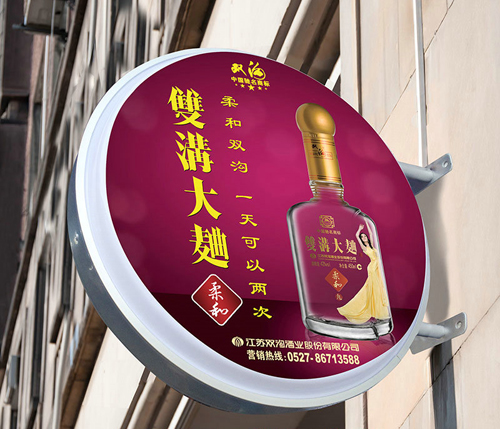 双沟
中国驰名商标
雙溝大麯
柔和
柔和双沟 一天可以两次
雙溝大麯
柔和
江苏双沟酒业股份有限公司
营销热线:0527-86713588